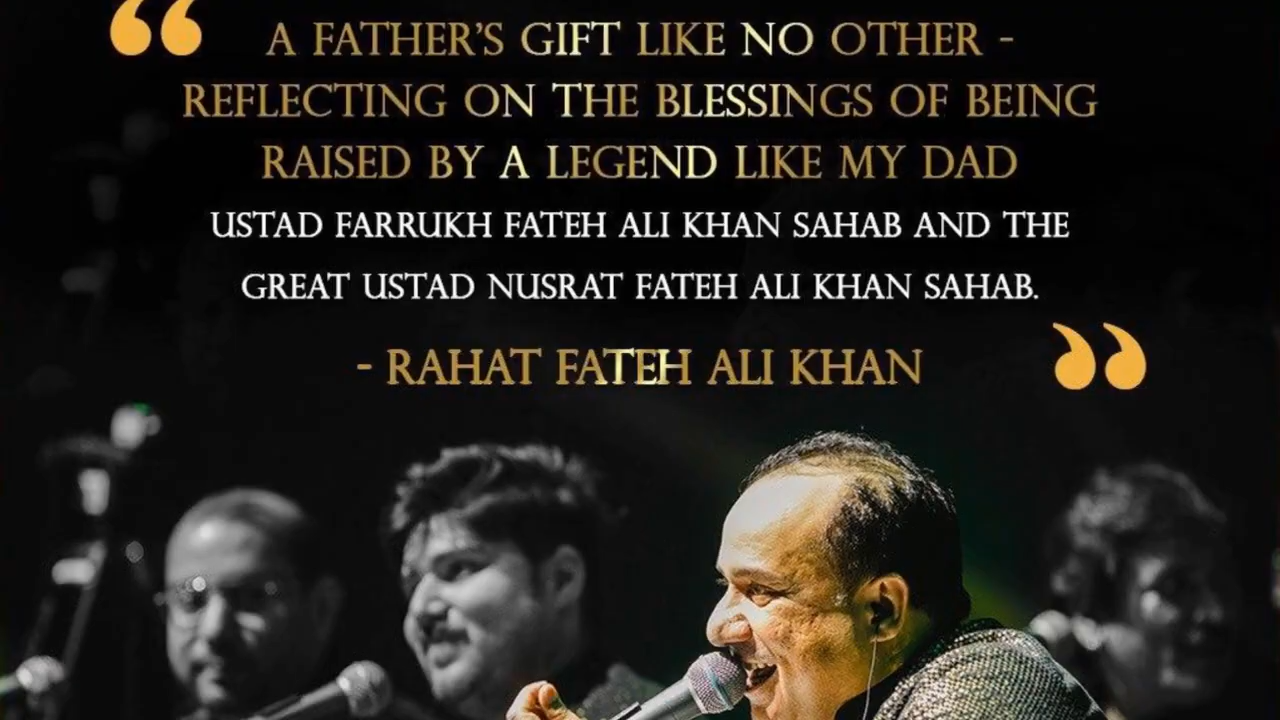 “ A FATHER’S GIFT LIKE NO OTHER -
REFLECTING ON THE BLESSINGS OF BEING
RAISED BY A LEGEND LIKE MY DAD
USTAD FARRUKH FATEH ALI KHAN SAHAB AND THE
GREAT USTAD NUSRAT FATEH ALI KHAN SAHAB.
- RAHAT FATEH ALI KHAN ”